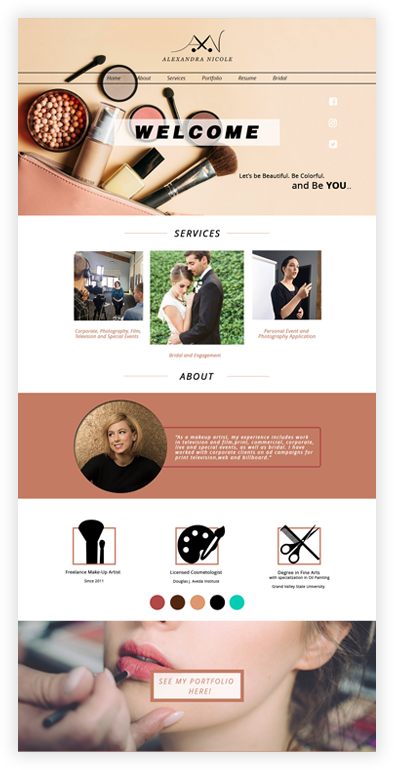 AXN
ALEXANDRA NICOLE
Home About Services Portfolio Resume Bridal
WELCOME
Let's be Beautiful. Be Colorful.
and Be YOU..
SERVICES
Corporate, Photography, Film,
Television and Special Events
Bridal and Engagement
Personal Event and
Photography Application
ABOUT
"As a makeup artist, my experience includes work
in television and film,print, commercial, corporate,
live and special events, as well as bridal. I have
worked with corporate clients on ad campaigns for
print television,web and billboard."
Freelance Make-Up Artist
Since 2011
Licensed Cosmetologist
Douglas J. Aveda Institute
Degree in Fine Arts
with specialization in Oil Painting
Grand Valley State University
SEE MY PORTFOLIO
HERE!